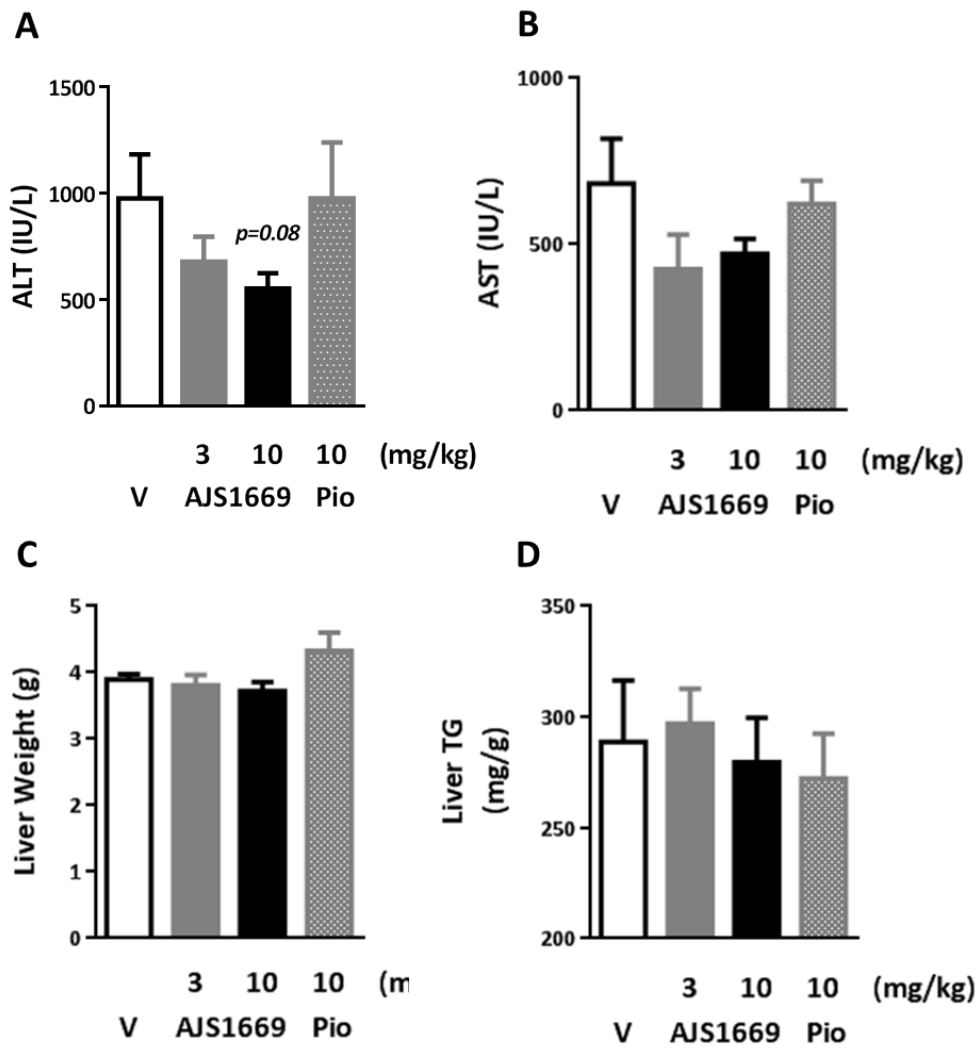 A
ALT (IU/L)
1500
1000
500
0
p=0.08
3 10 10 (mg/kg)
V AJS1669 Pio
B
AST (IU/L)
1000
500
0
3 10 10 (mg/kg)
V AJS1669 Pio
C
Liver Weight (g)
5
4
3
2
1
0
3 10 10 (m
V AJS1669 Pio
D
Liver TG
(mg/g)
350
300
250
200
3 10 10 (mg/kg)
V AJS1669 Pio